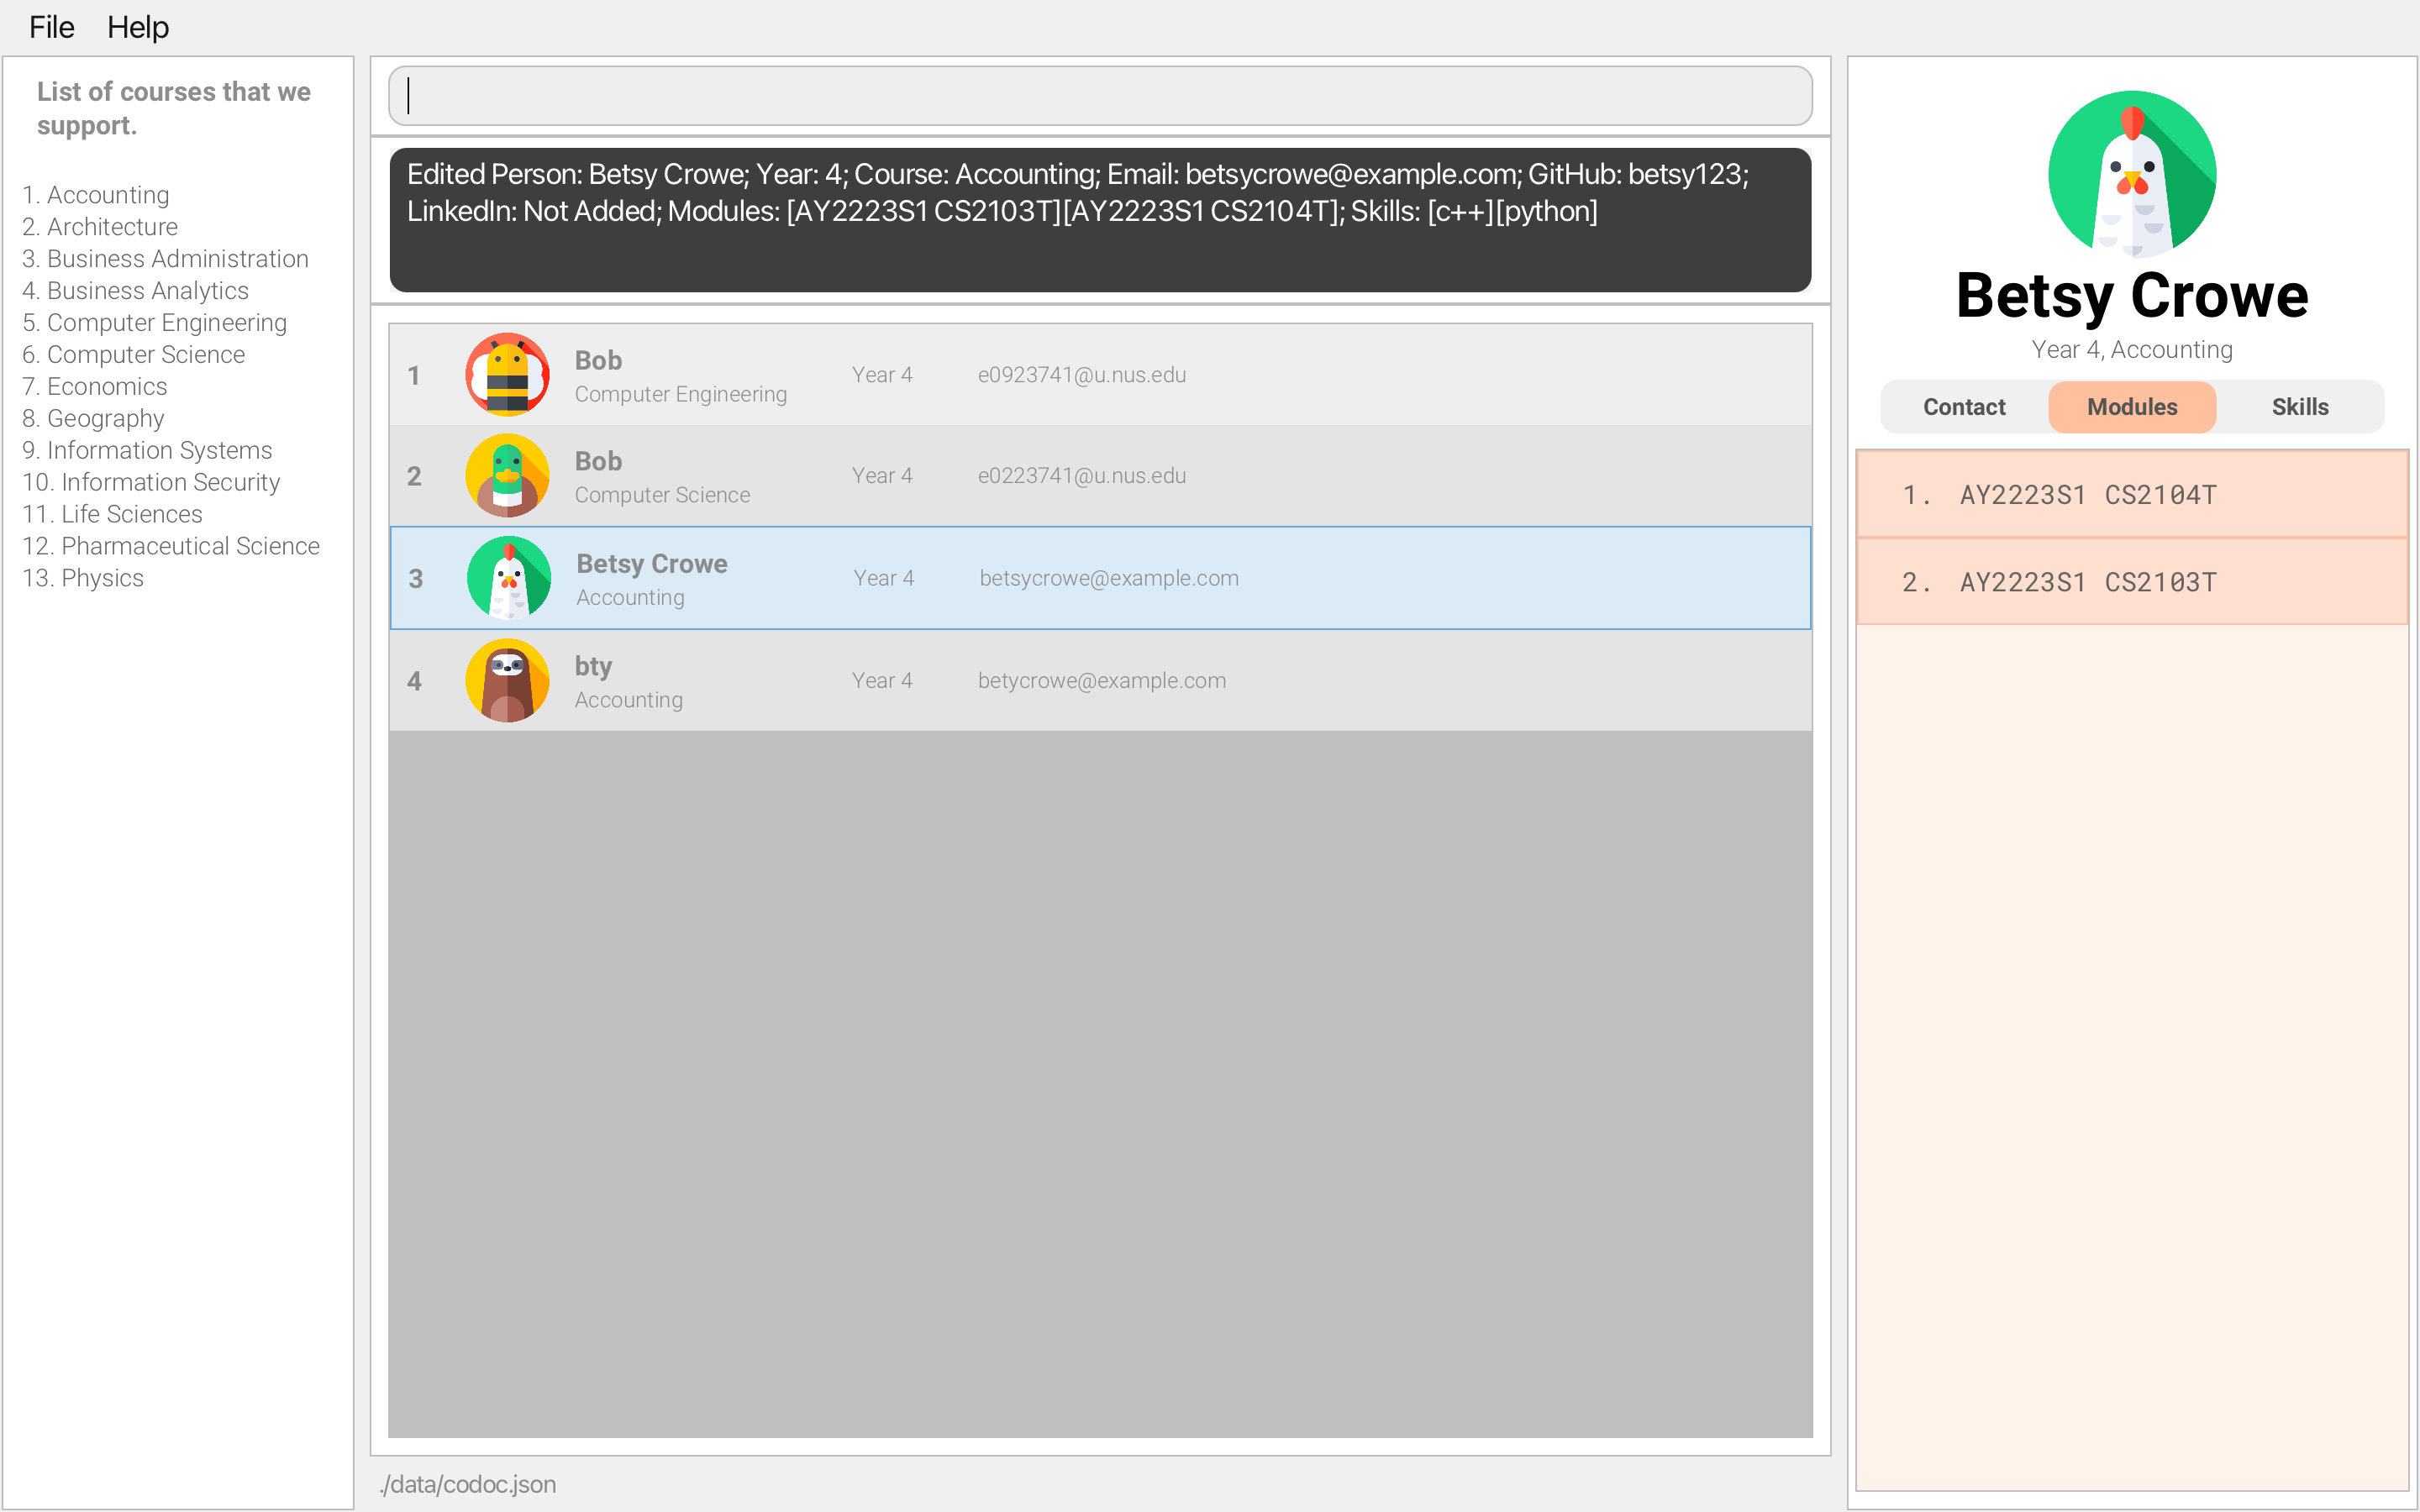 File Help
List of courses that we
support.
1. Accounting
2. Architecture
3. Business Administration
4. Business Analytics
5. Computer Engineering
6. Computer Science
7. Economics
8. Geography
9. Information Systems
10. Information Security
11. Life Sciences
12. Pharmaceutical Science
13. Physics
Edited Person: Betsy Crowe; Year: 4; Course: Accounting; Email: betsycrowe@example.com; GitHub: betsy123;
LinkedIn: Not Added; Modules: [AY2223S1 CS2103T][AY2223S1 CS2104T]; Skills: [c++][python]
1 Bob Year 4 e0923741@u.nus.edu
Computer Engineering
2 Bob Year 4 e0223741@u.nus.edu
Computer Science
3 Betsy Crowe Year 4 betsycrowe@example.com
Accounting
4 bty Year 4 betycrowe@example.com
Accounting
./data/codoc.json
Betsy Crowe
Year 4, Accounting
Contact Modules Skills
1. AY2223S1 CS2104T
2. AY2223S1 CS2103T